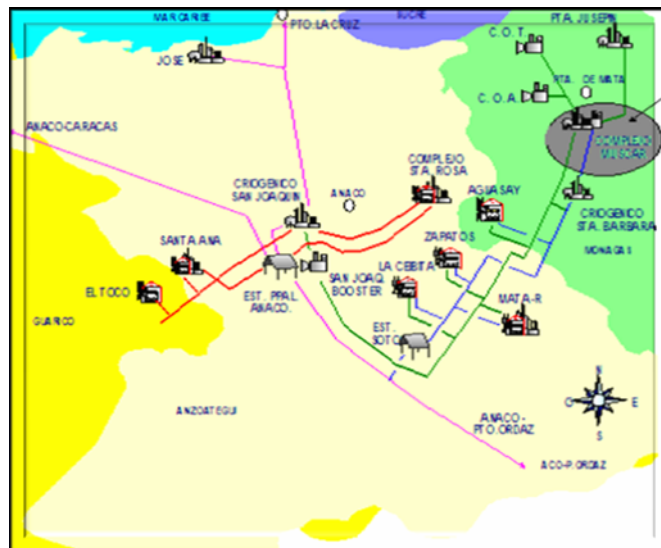 MAR CARIBE
SUCRE
PTO. LA CRUZ
PTA. JUSEPIN
C. O. T.
JOSE
PTA. DE MATA
C. O. A.
ANACO-CARACAS
COMPLEJO
MUSCAR
COMPLEJO
STA. ROSA
CRIOGENICO
SAN JOAQUIN
ANACO
AGUASAY
CRIOGENICO
STA. BARBARA
SANTA ANA
ZAPATOS
MONAGAS
EL TOCO
SAN JOAQ.
BOOSTER
LA CEIBITA
EST. PPAL.
ANACO.
MATA-R
GUARICO
EST.
SOTO
N
O
E
S
ANZOATEGUI
ANACO -
PTO. ORDAZ
ACO-P. ORDAZ